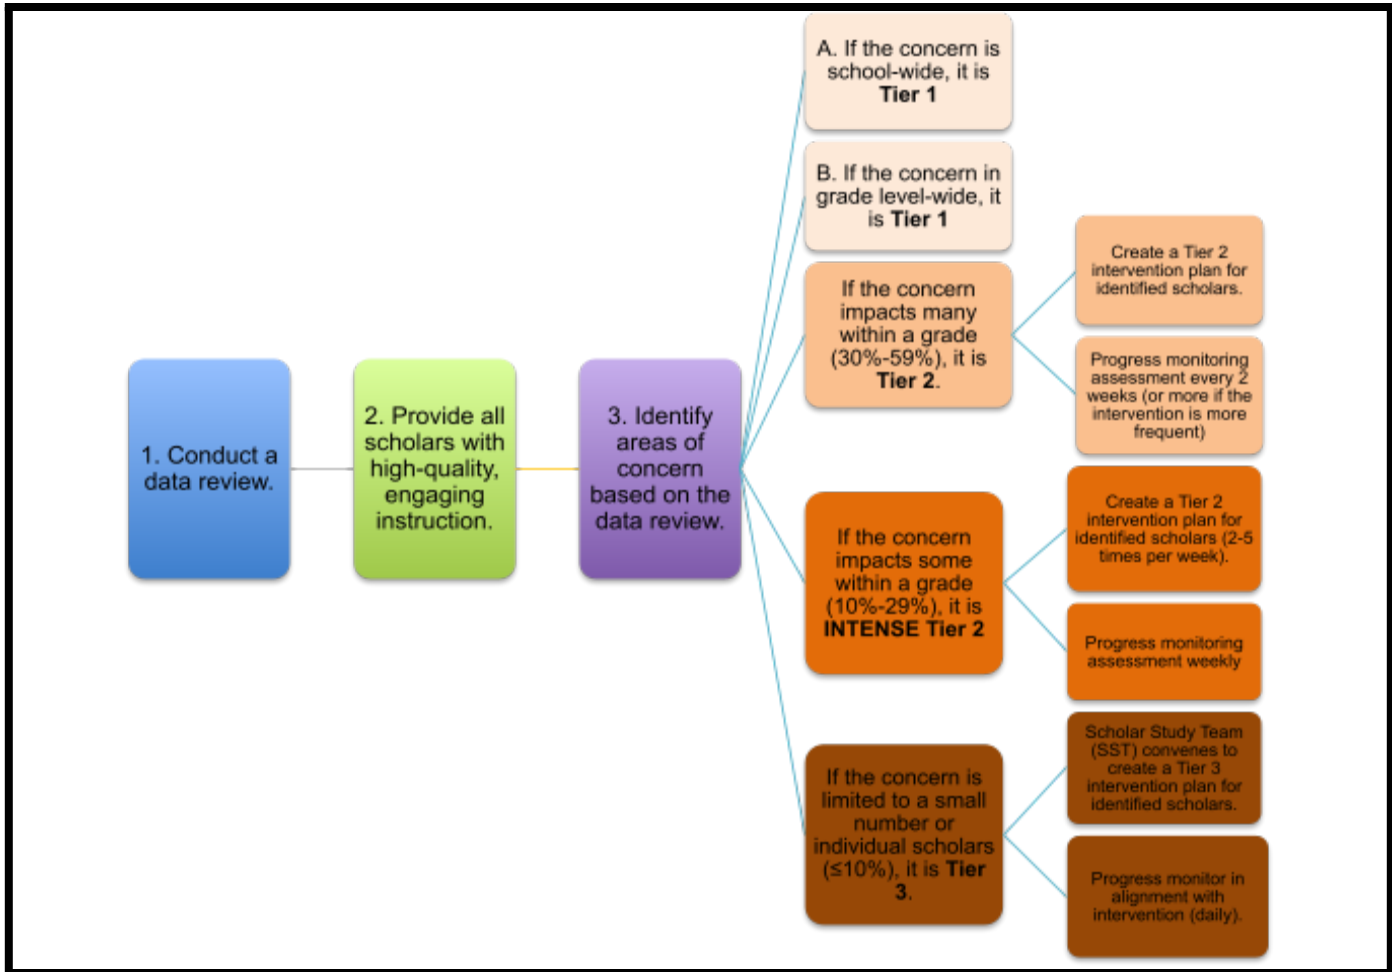 1. Conduct a
data review.
2. Provide all
scholars with
high-quality,
engaging
instruction.
3. Identify
areas of
concern
based on the
data review.
A. If the concern is
school-wide, it is
Tier 1
B. If the concern in
grade level-wide, it
is Tier 1
If the concern
impacts many
within a grade
(30%-59%), it is
Tier 2.
Create a Tier 2
intervention plan for
identified scholars.
Progress monitoring
assessment every 2
weeks (or more if the
intervention is more
frequent)
If the concern
impacts some
within a grade
(10%-29%), it is
INTENSE Tier 2
Create a Tier 2
intervention plan for
identified scholars (2-5
times per week).
Progress monitoring
assessment weekly
If the concern is
limited to a small
number or
individual scholars
(≤10%), it is Tier
3.
Scholar Study Team
(SST) convenes to
create a Tier 3
intervention plan for
identified scholars.
Progress monitor in
alignment with
intervention (daily).